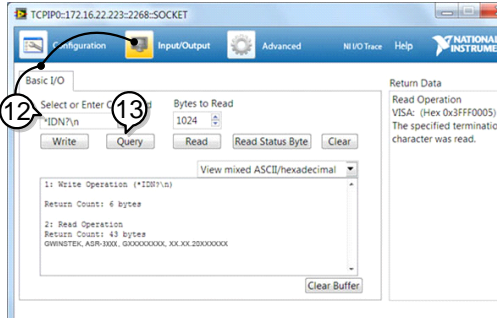 TCPIP0::172.16.22.223::2268::SOCKET
Configuration
Input/Output
Advanced
NI I/O Trace
Help
NATIONAL
INSTRUME
Basic I/O
Return Data
12
13
Select or Enter
Bytes to Read
*IDN?\n
1024
Write
Query
Read
Read Status Byte
Clear
Read Operation
VISA: (Hex 0x3FFF0005)
The specified terminatio
character was read.
View mixed ASCII/hexadecimal
1: Write Operation (*IDN?\n)
Return Count: 6 bytes
2: Read Operation
Return Count: 43 bytes
GWINSTEK, ASR-3XXX, GXXXXXXXX, XX.XX.20XXXXXX
Clear Buffer